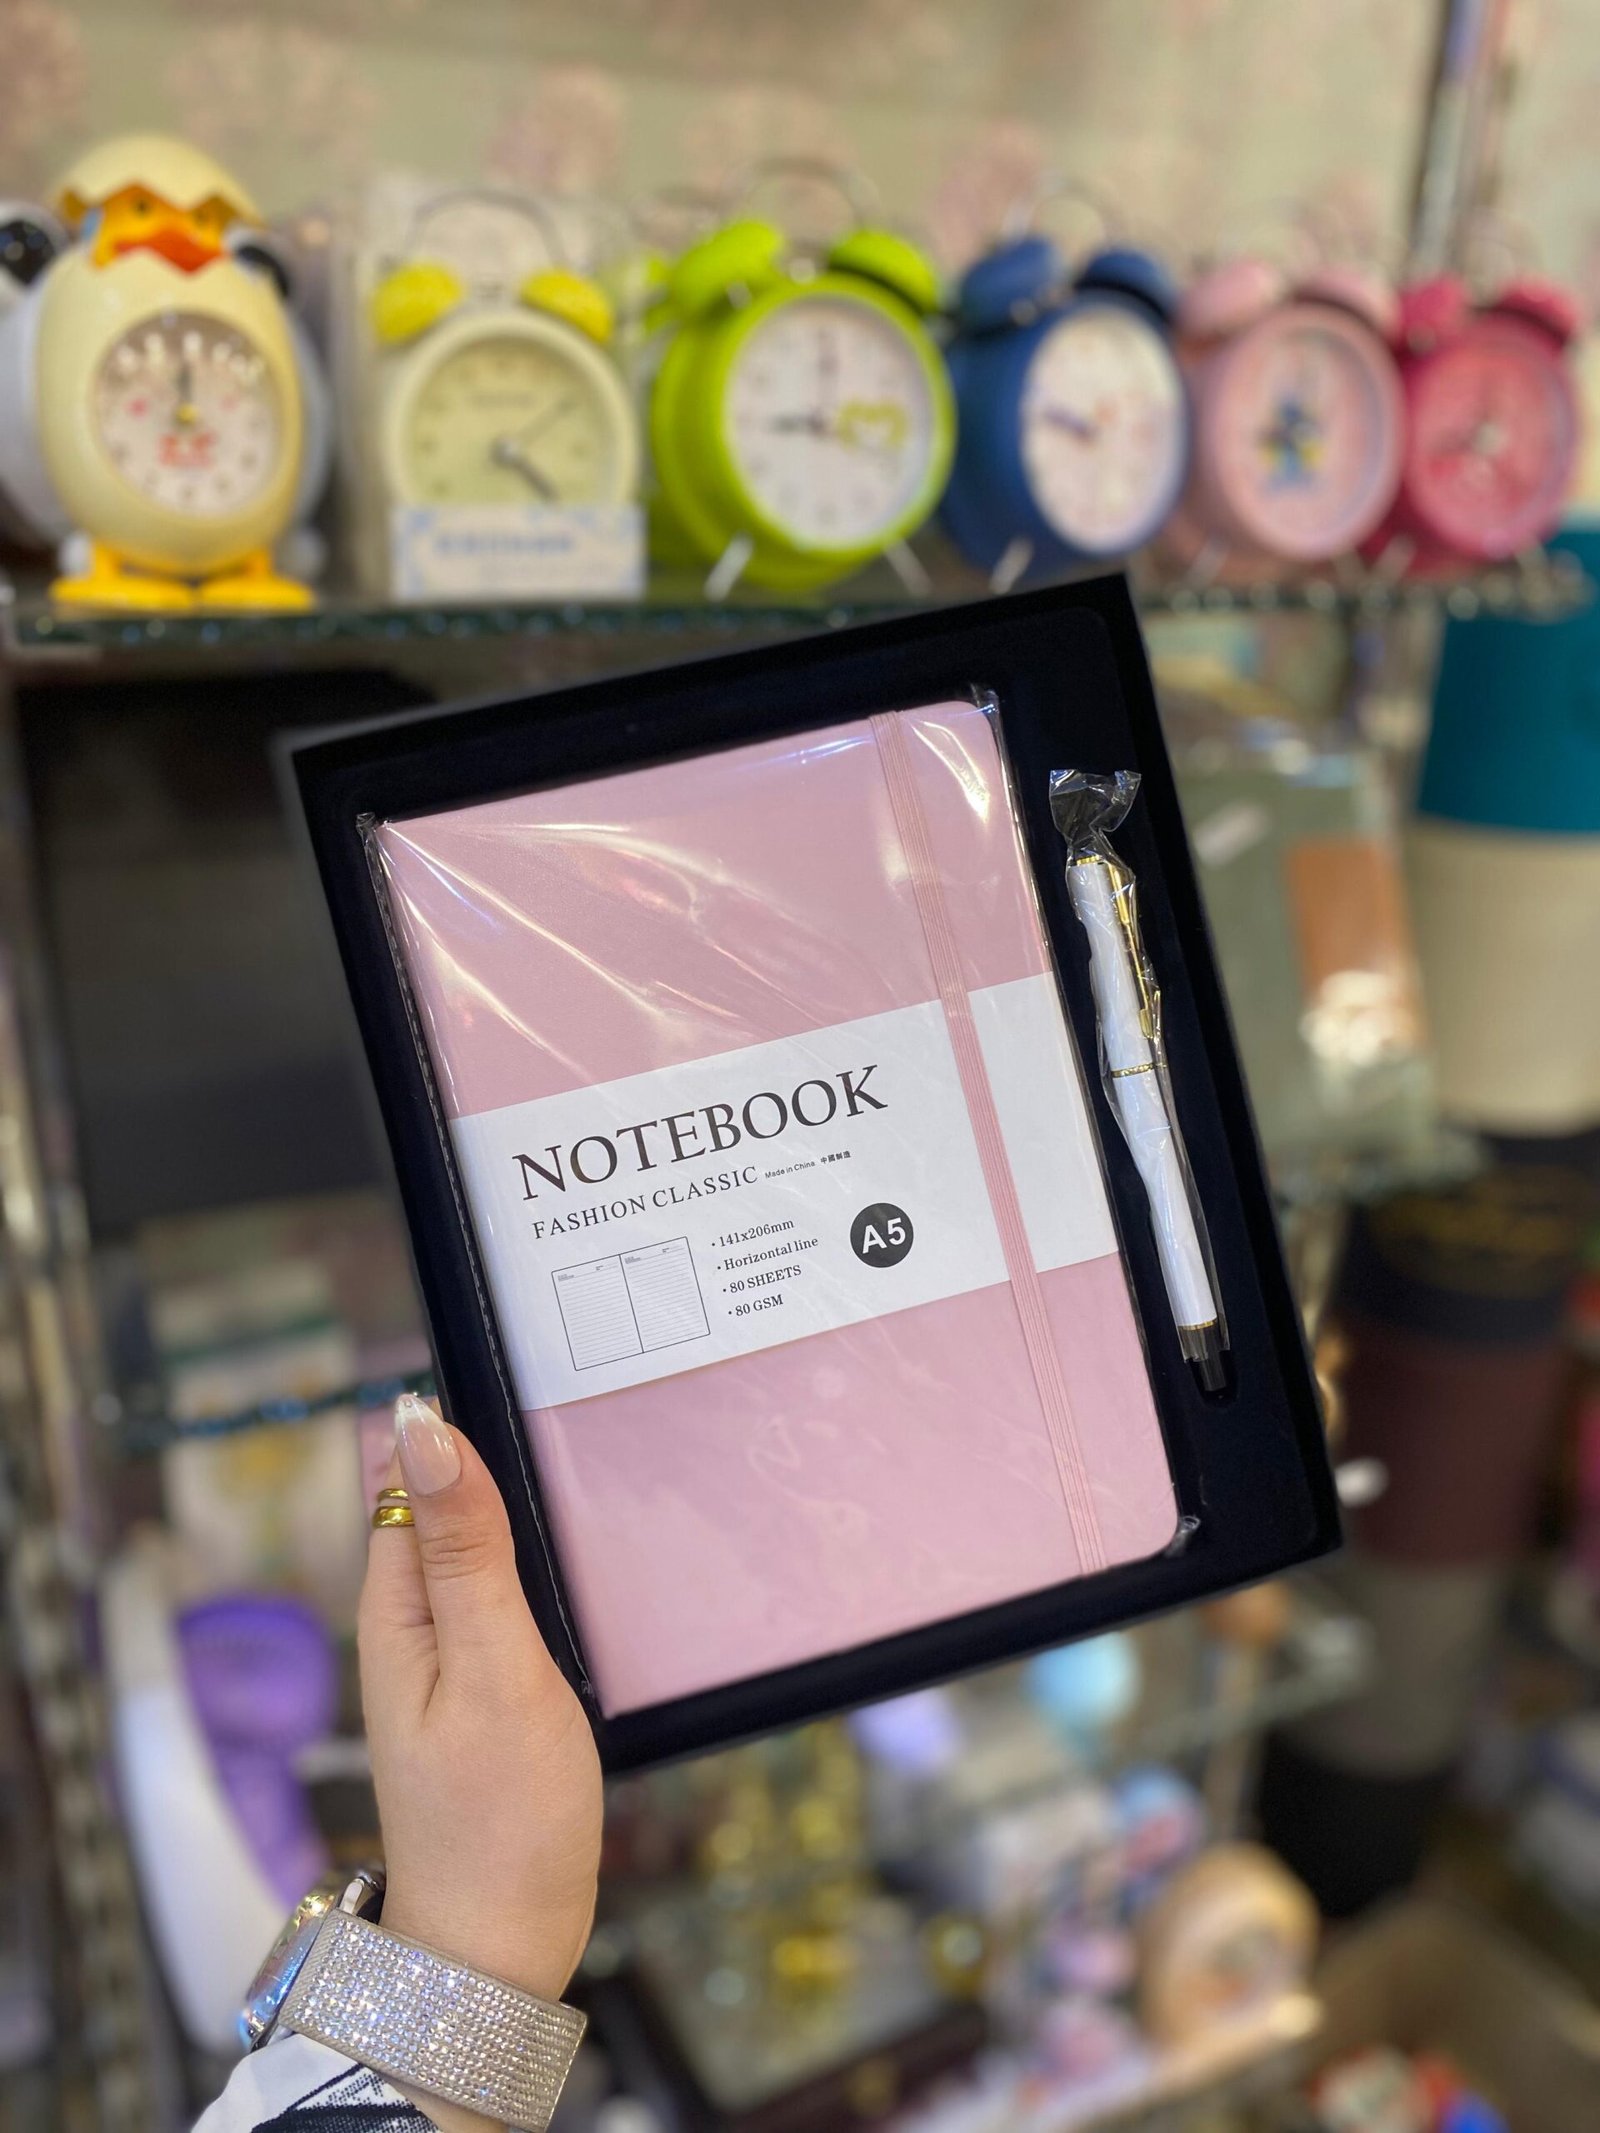 NOTEBOOK
FASHION CLASSIC Made in China 中國制造
• 141x206mm
• Horizontal line
• 80 SHEETS
• 80 GSM
A5